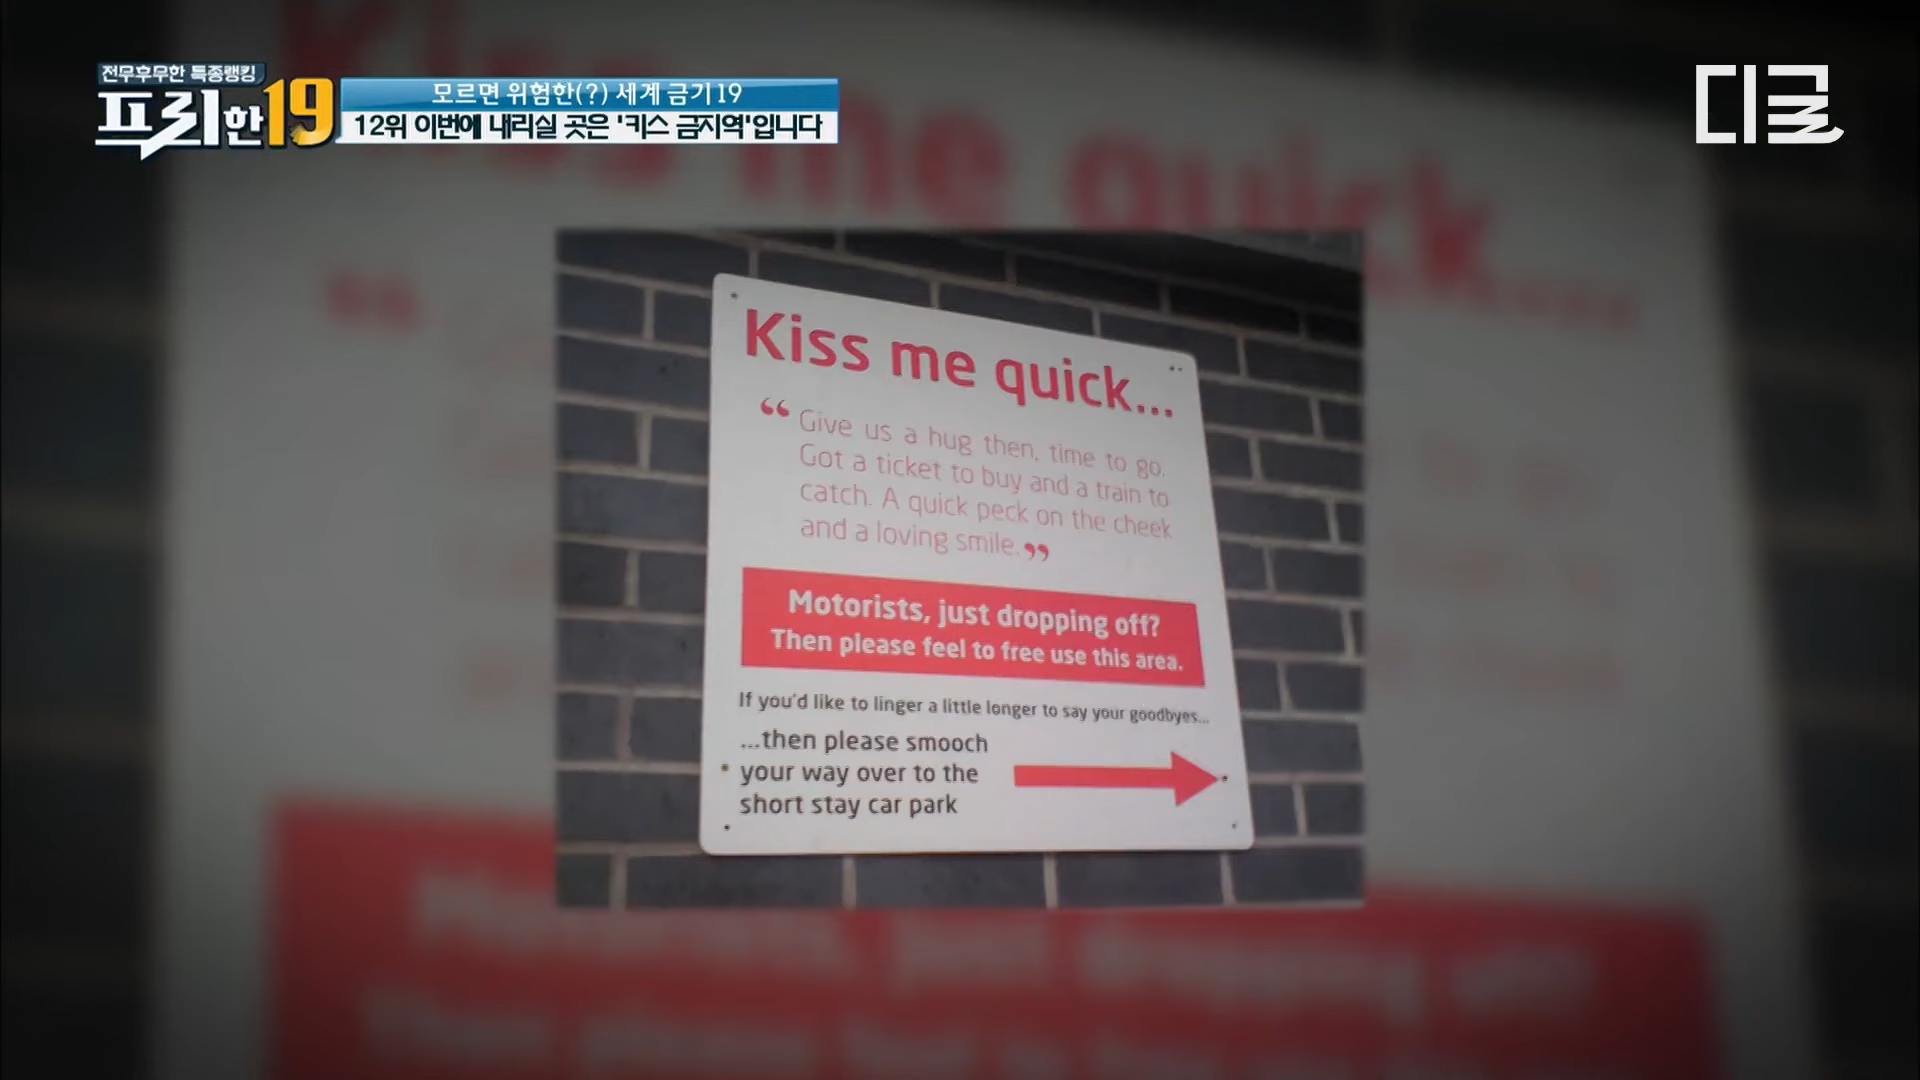 전무후무한 특종랭킹
프리한19
모르면 위험한(?) 세계 금기 19
12위 이번에 내리실 곳은 '키스 금지역'입니다
디글
Kiss me quick...
“Give us a hug then, time to go.
Got a ticket to buy and a train to
catch. A quick peck on the cheek
and a loving smile.”
Motorists, just dropping off?
Then please feel to free use this area.
If you'd like to linger a little longer to say your goodbyes...
...then please smooch
your way over to the
short stay car park